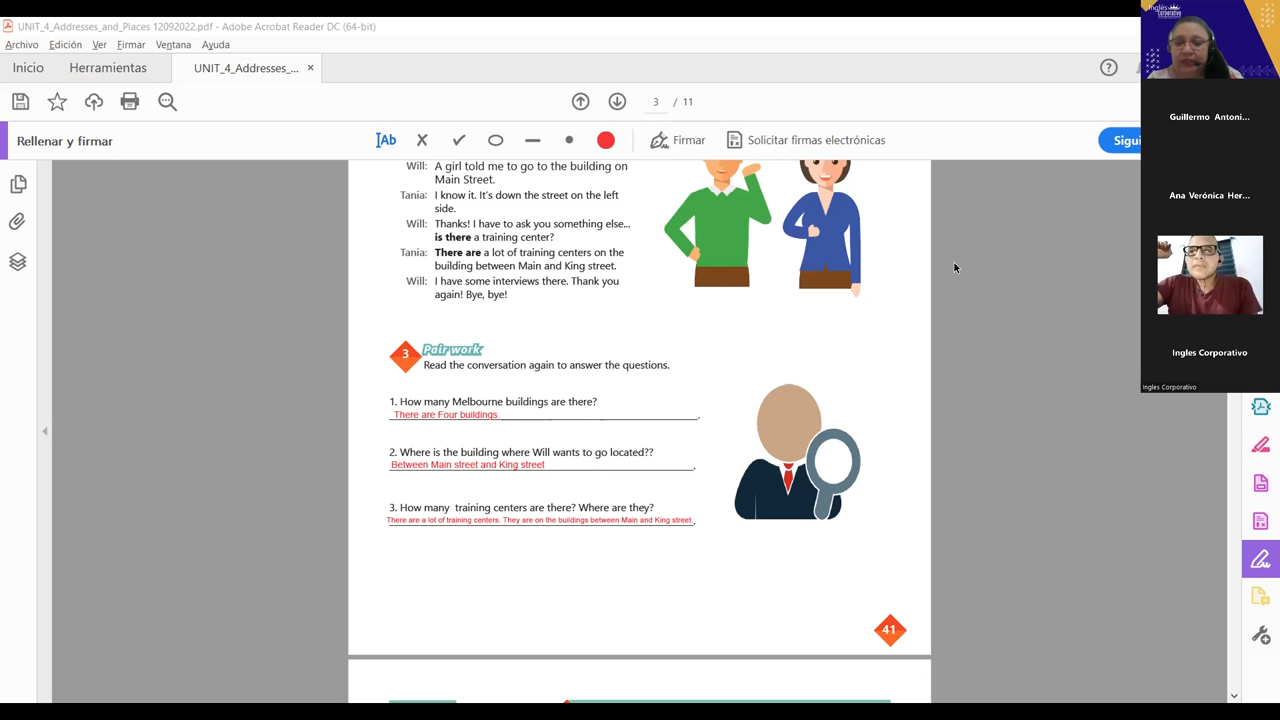 UNIT_4_Addresses_and_Places 12092022.pdf - Adobe Acrobat Reader DC (64-bit)
Archivo Edición Ver Firmar Ventana Ayuda
Inicio Herramientas UNIT_4_Addresses_... ×
3 / 11
Rellenar y firmar
IAb
Firmar
Solicitar firmas electrónicas
Sigui
Will: A girl told me to go to the building on
Main Street.
Tania: I know it. It's down the street on the left
side.
Will: Thanks! I have to ask you something else...
is there a training center?
Tania: There are a lot of training centers on the
building between Main and King street.
Will: I have some interviews there. Thank you
again! Bye, bye!
3 Pair work
Read the conversation again to answer the questions.
1. How many Melbourne buildings are there?
There are Four buildings.
2. Where is the building where Will wants to go located??
Between Main street and King street
3. How many training centers are there? Where are they?
There are a lot of training centers. They are on the buildings between Main and King street.
41
Inglés
Corporativo
Guillermo Antoni...
Ana Verónica Her...
Ingles Corporativo
Ingles Corporativo